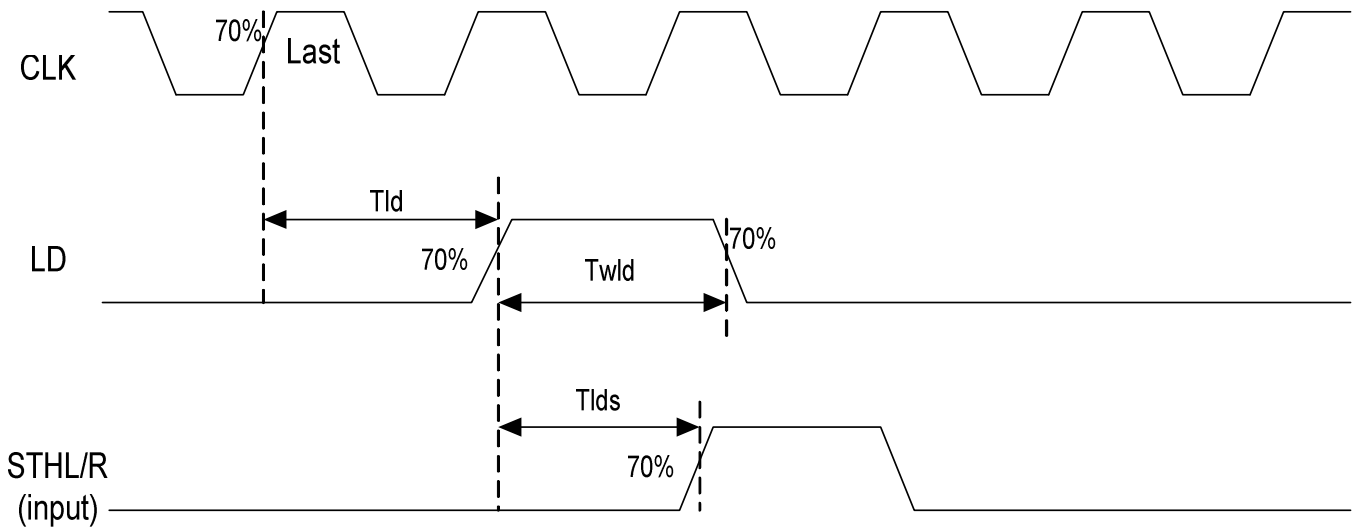 70%
Last
CLK
Tld
70%
70%
LD
Twld
Tlds
70%
STHL/R
(input)